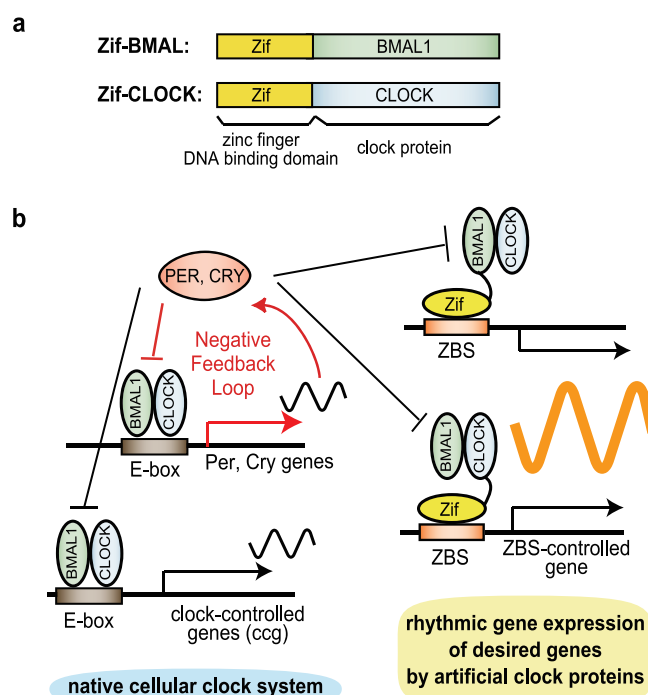 a
Zif-BMAL:
Zif
BMAL1
Zif-CLOCK:
Zif
CLOCK
zinc finger
DNA binding domain
clock protein
b
PER, CRY
BMAL1
CLOCK
Zif
ZBS
Negative
Feedback
Loop
BMAL1
CLOCK
E-box
Per, Cry genes
BMAL1
CLOCK
Zif
ZBS
ZBS-controlled
gene
BMAL1
CLOCK
E-box
clock-controlled
genes (ccg)
native cellular clock system
rhythmic gene expression
of desired genes
by artificial clock proteins